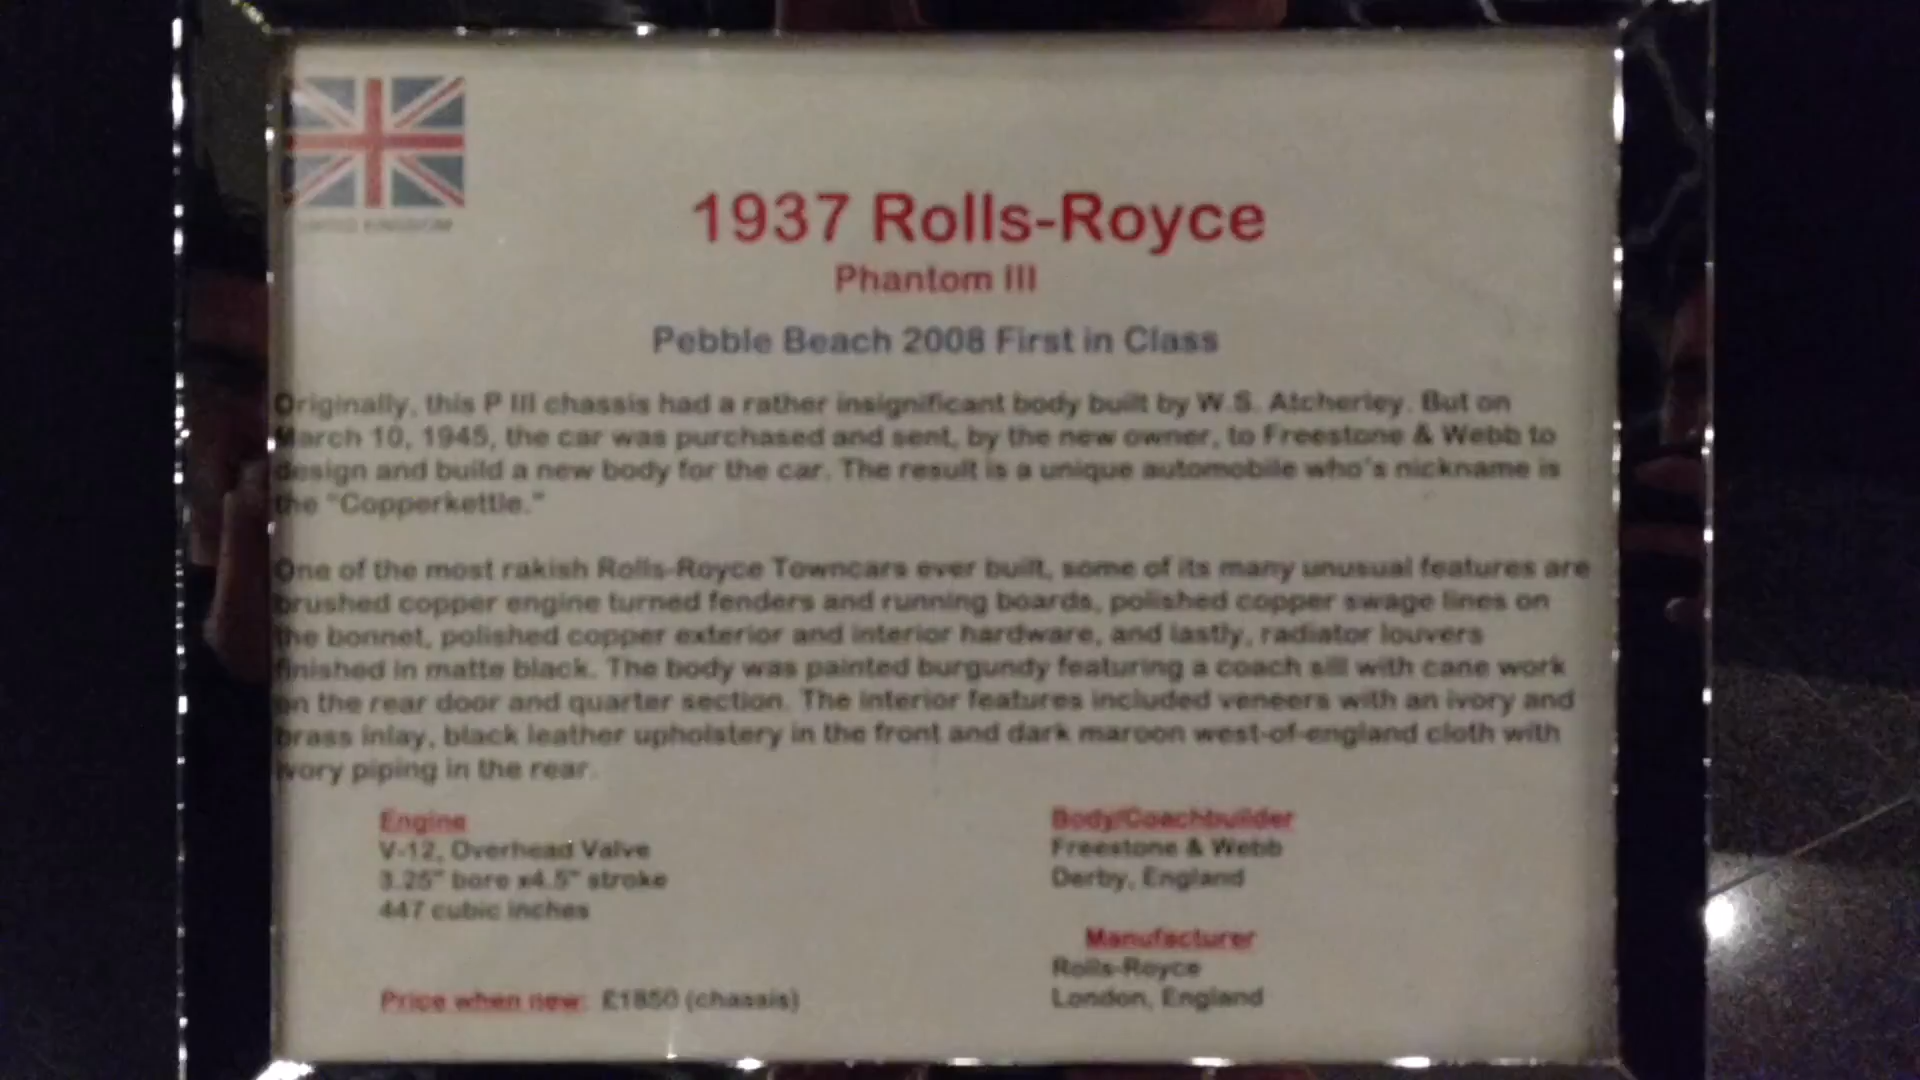 UNITED KINGDOM
1937 Rolls-Royce
Phantom III
Pebble Beach 2008 First in Class
Originally, this P III chassis had a rather insignificant body built by W.S. Atcherley. But on
March 10, 1945, the car was purchased and sent, by the new owner, to Freestone & Webb to
design and build a new body for the car. The result is a unique automobile who's nickname is
the "Copperkettle."
One of the most rakish Rolls-Royce Towncars ever built, some of its many unusual features are
brushed copper engine turned fenders and running boards, polished copper swage lines on
the bonnet, polished copper exterior and interior hardware, and lastly, radiator louvers
finished in matte black. The body was painted burgundy featuring a coach sill with cane work
on the rear door and quarter section. The interior features included veneers with an ivory and
brass inlay, black leather upholstery in the front and dark maroon west-of-england cloth with
ivory piping in the rear.
Engine
V-12, Overhead Valve
3.25" bore x4.5" stroke
447 cubic inches
Price when new: £1850 (chassis)
Body/Coachbuilder
Freestone & Webb
Derby, England
Manufacturer
Rolls-Royce
London, England